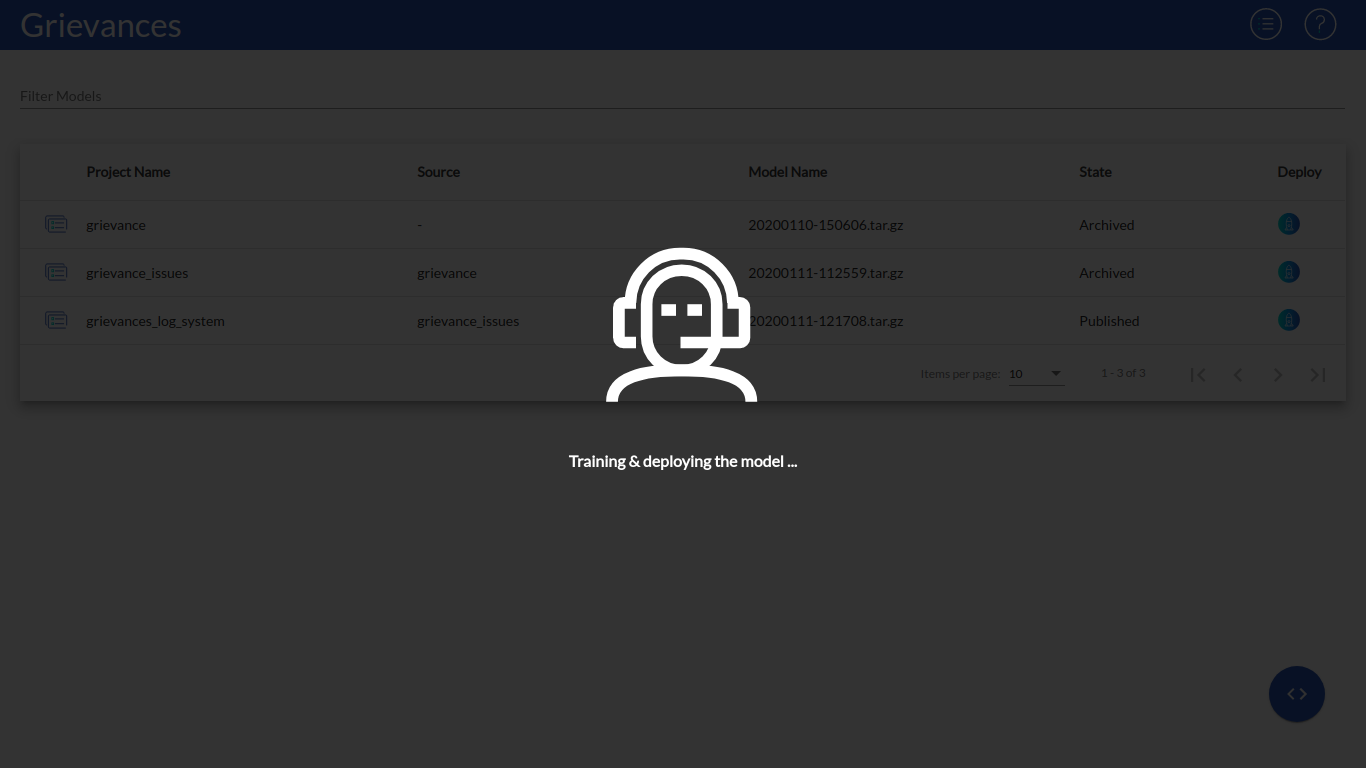 Grievances
Filter Models
Project Name Source Model Name State Deploy
grievance - 20200110-150606.tar.gz Archived
grievance_issues grievance 20200111-112559.tar.gz Archived
grievances_log_system grievance_issues 20200111-121708.tar.gz Published
Items per page: 10 1 - 3 of 3
Training & deploying the model ...